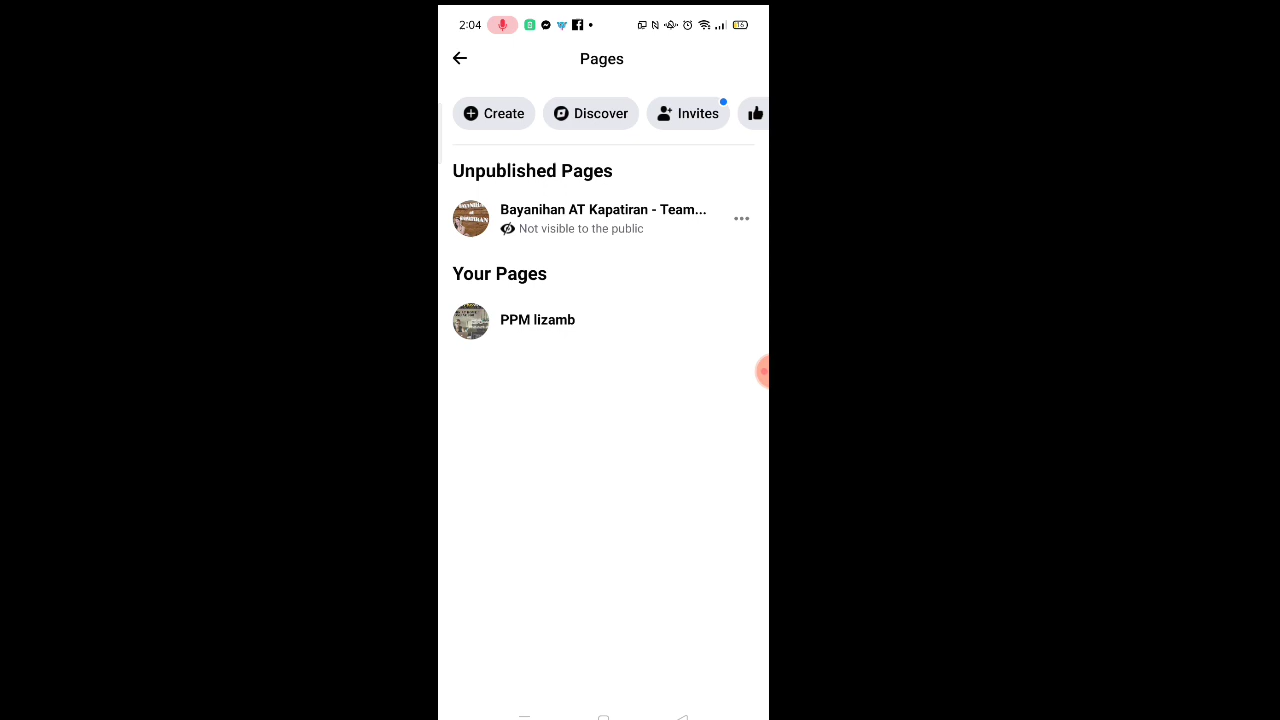 2:04
Pages
Create Discover Invites
Unpublished Pages
Bayanihan AT Kapatiran - Team...
Not visible to the public
Your Pages
PPM lizamb